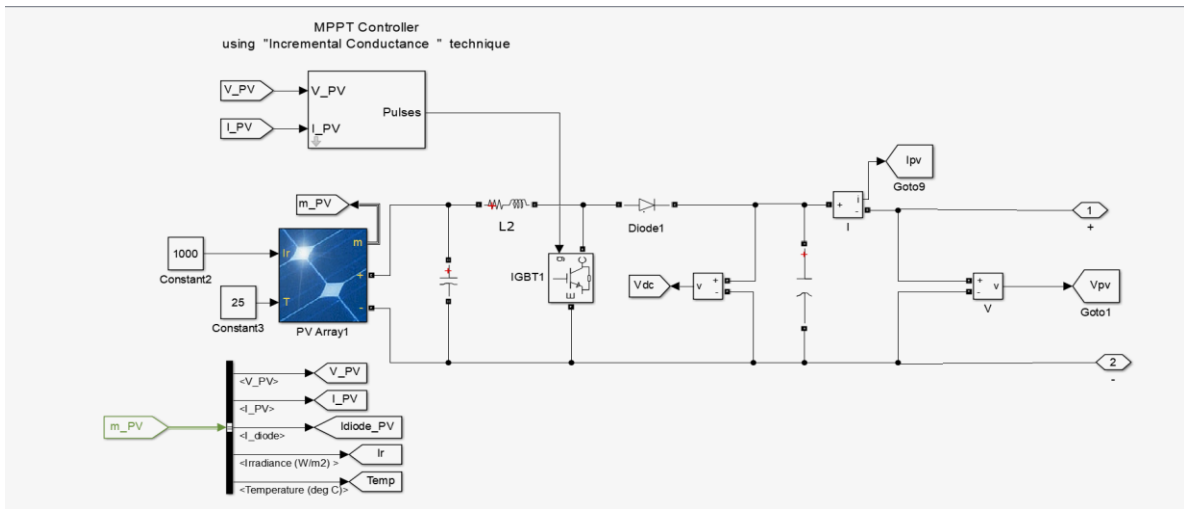 MPPT Controller
using "Incremental Conductance " technique
V_PV
V_PV
Pulses
I_PV
I_PV
Ipv
Goto9
m_PV
L2
Diode1
+ i
-
I
1
+
1000
Constant2
Ir
m
+
T
-
PV Array1
25
Constant3
g
C
E
IGBT1
Vdc
v
+
-
+
-
v
V
Vpv
Goto1
2
-
m_PV
<V_PV>
V_PV
<I_PV>
I_PV
<I_diode>
Idiode_PV
<Irradiance (W/m2) >
Ir
<Temperature (deg C)>
Temp